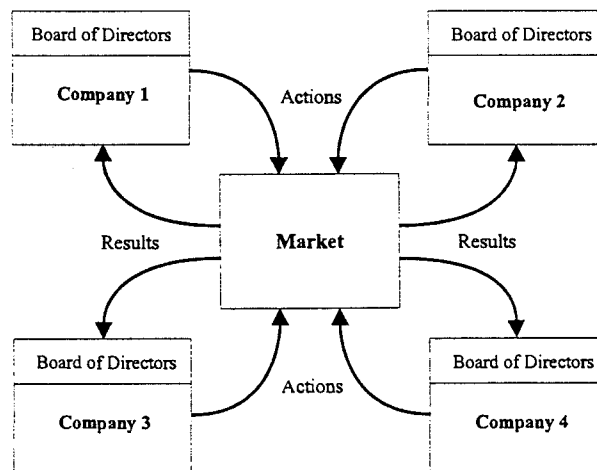 Board of Directors
Company 1
Board of Directors
Company 2
Actions
Market
Results
Results
Board of Directors
Company 3
Board of Directors
Company 4
Actions